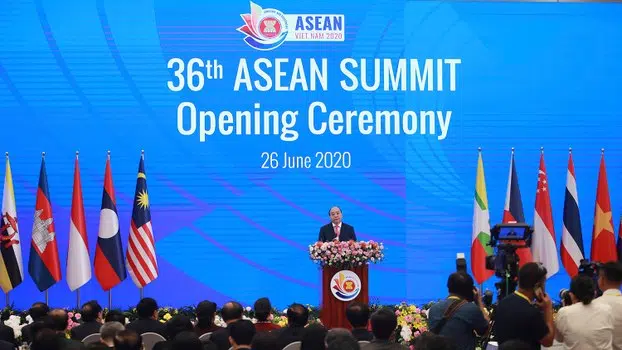 ASEAN
VIET NAM 2020
36th ASEAN SUMMIT
Opening Ceremony
26 June 2020